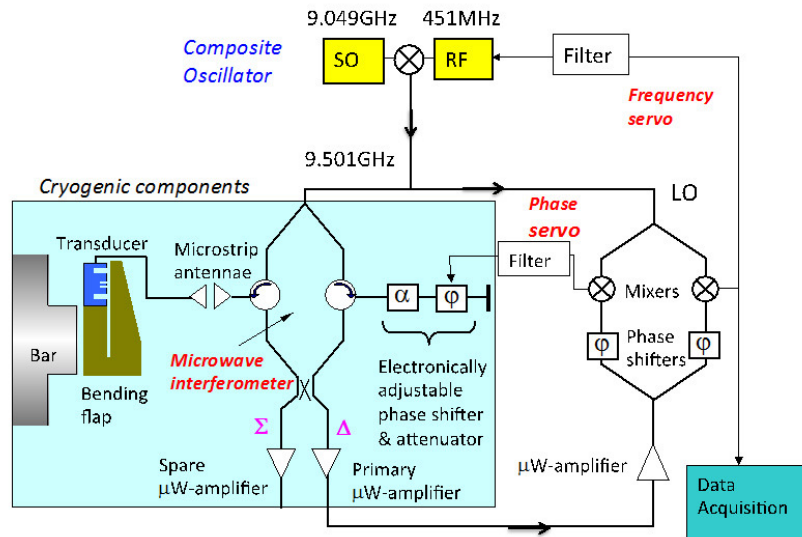 9.049GHz 451MHz
Composite
Oscillator
SO
RF
Filter
Frequency
servo
9.501GHz
Cryogenic components
Phase
servo
LO
Transducer
Microstrip
antennae
Filter
α
φ
Mixers
Bar
Microwave
interferometer
φ
Phase
shifters
φ
Bending
flap
Electronically
adjustable
phase shifter
& attenuator
Σ
Δ
Spare
μW-amplifier
Primary
μW-amplifier
μW-amplifier
Data
Acquisition